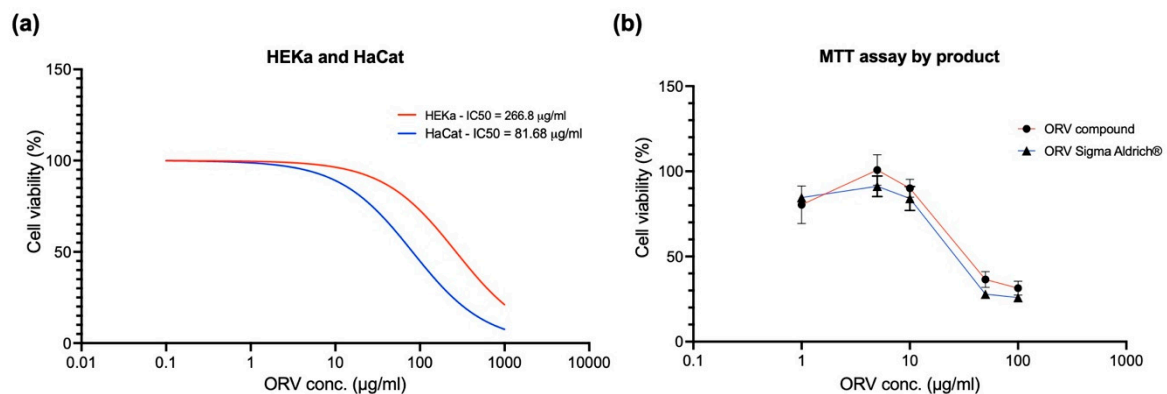 (a)
HEKa and HaCat
150
100
50
0
0.01 0.1 1 10 100 1000 10000
Cell viability (%)
ORV conc. (µg/ml)
HEKa - IC50 = 266.8 µg/ml
HaCat - IC50 = 81.68 µg/ml
(b)
MTT assay by product
150
100
50
0
0.1 1 10 100 1000
Cell viability (%)
ORV conc. (µg/ml)
ORV compound
ORV Sigma Aldrich®